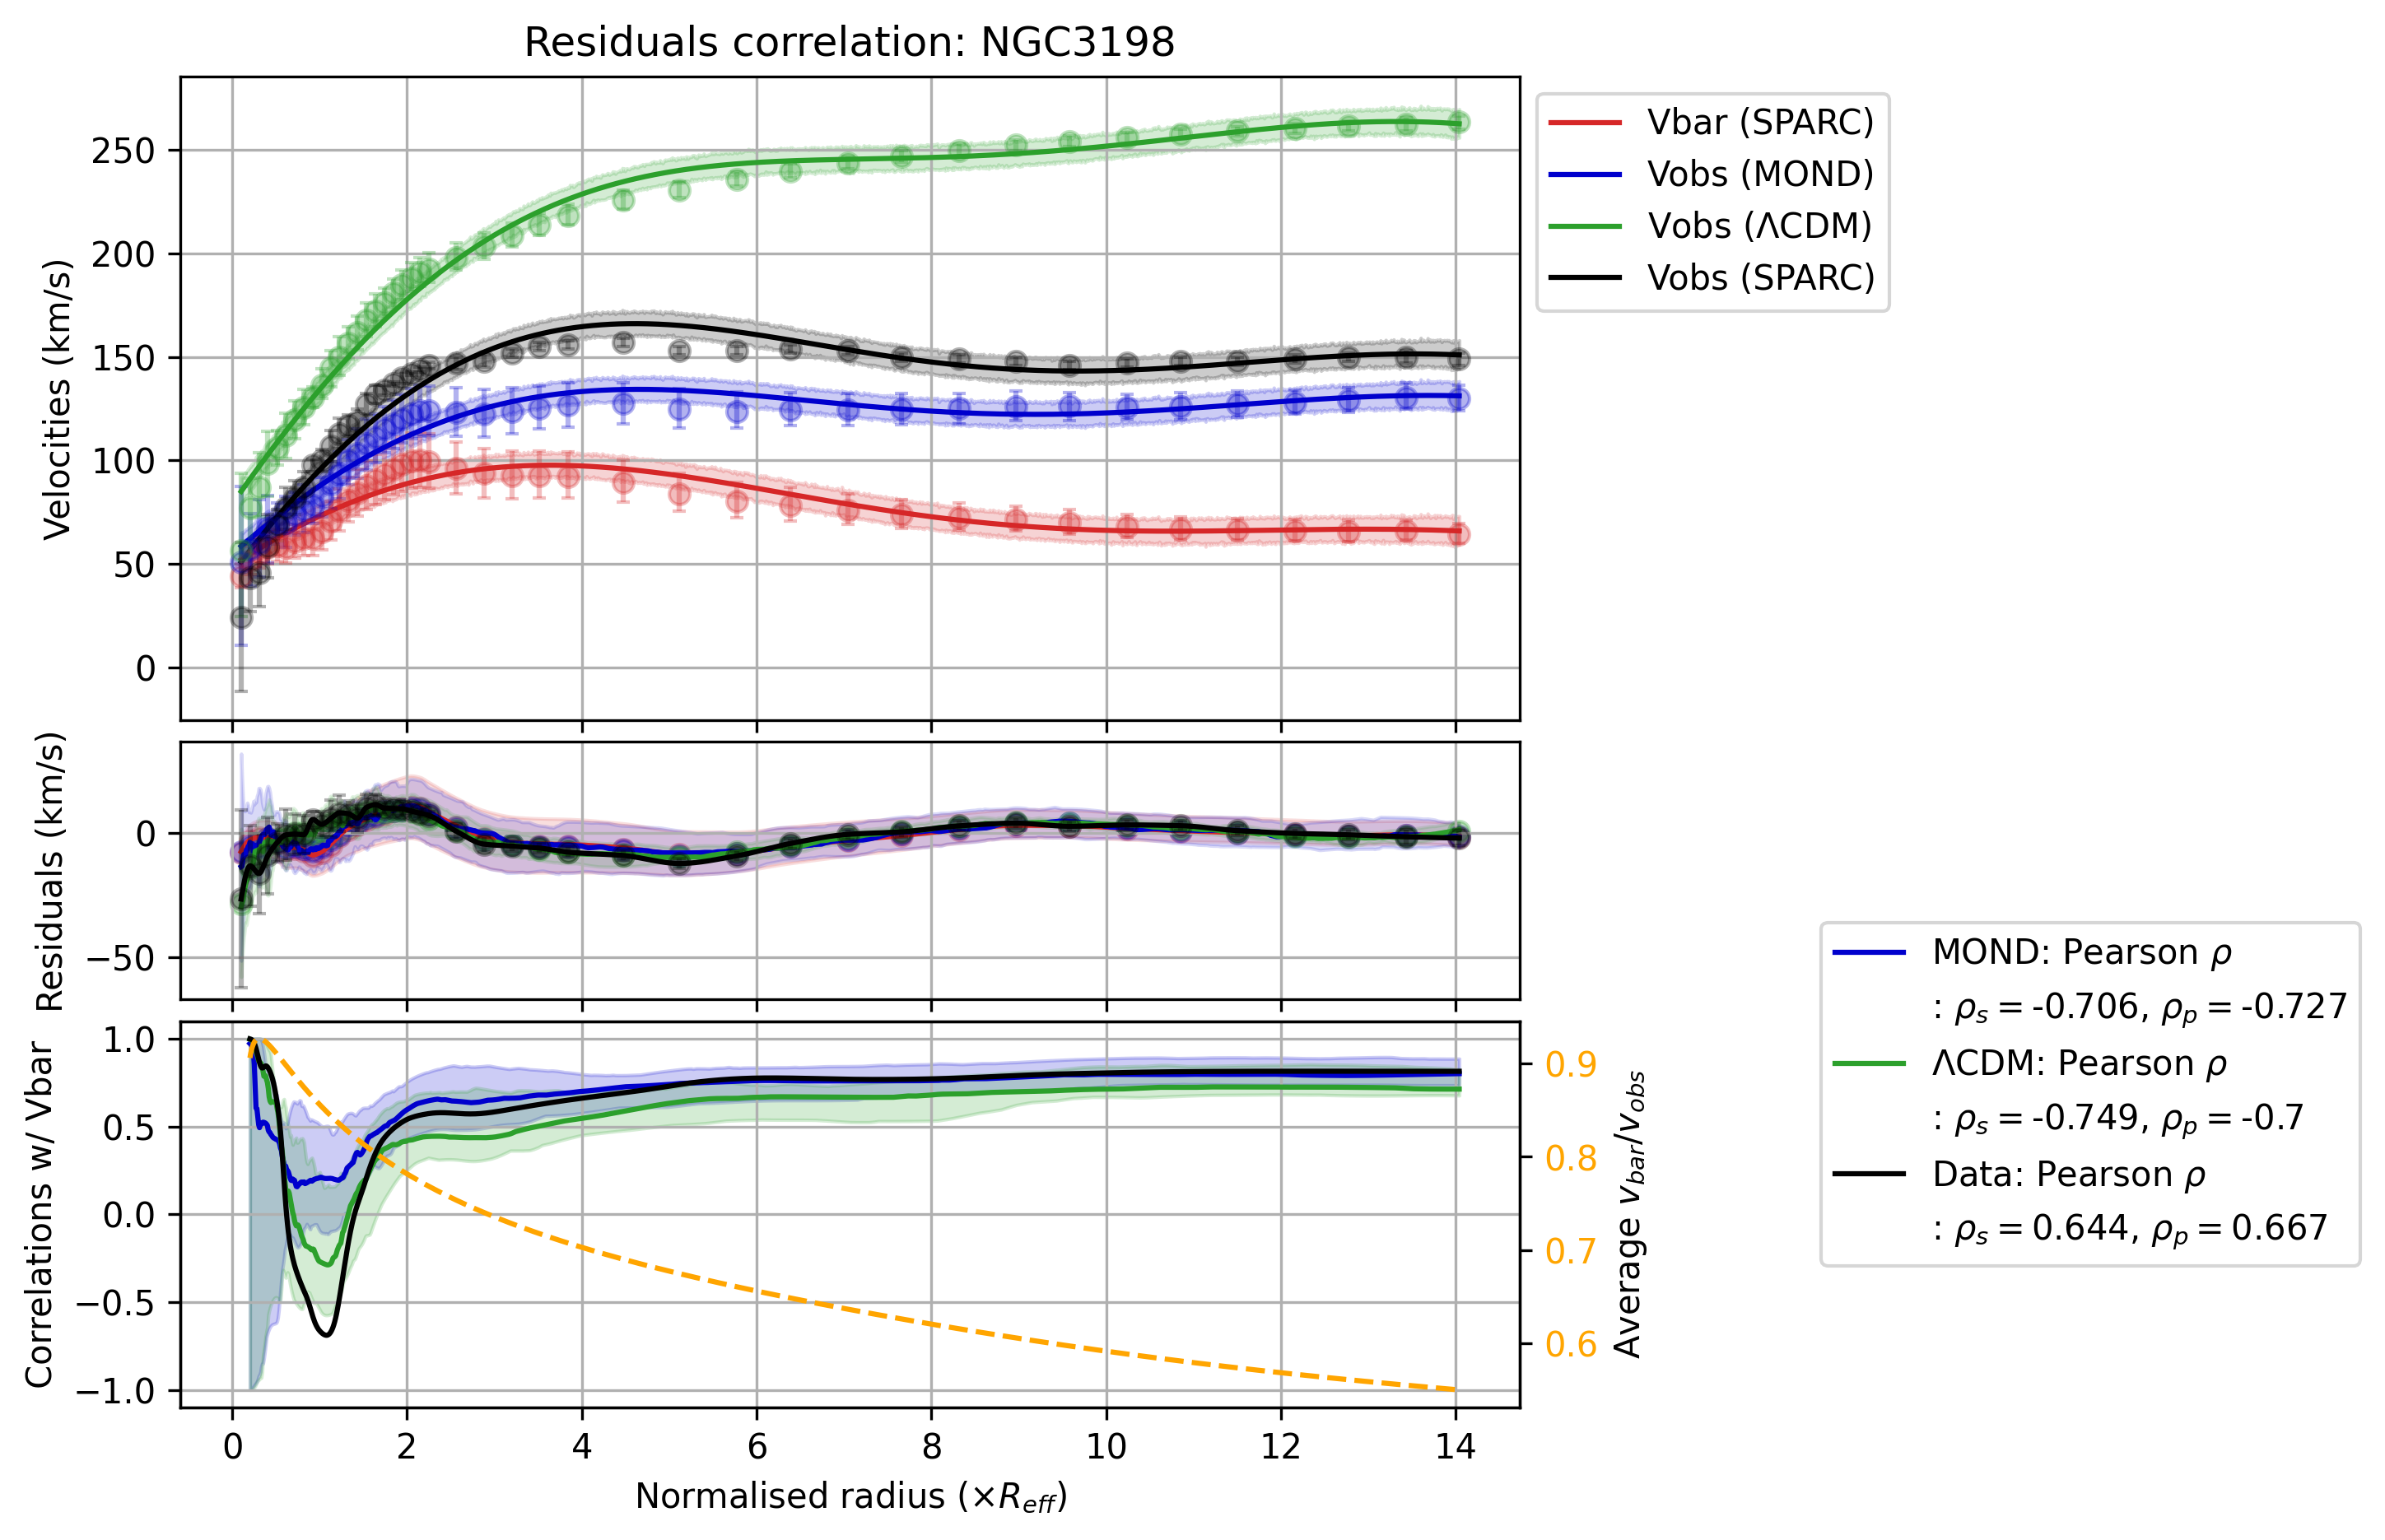 Residuals correlation: NGC3198
Velocities (km/s)
250
200
150
100
50
0
Vbar (SPARC)
Vobs (MOND)
Vobs (ΛCDM)
Vobs (SPARC)
Residuals (km/s)
0
−50
Correlations w/ Vbar
1.0
0.5
0.0
−0.5
−1.0
0.9
0.8
0.7
0.6
Average v_bar/v_obs
MOND: Pearson ρ
: ρ_s = -0.706, ρ_p = -0.727
ΛCDM: Pearson ρ
: ρ_s = -0.749, ρ_p = -0.7
Data: Pearson ρ
: ρ_s = 0.644, ρ_p = 0.667
0 2 4 6 8 10 12 14
Normalised radius (×R_eff)